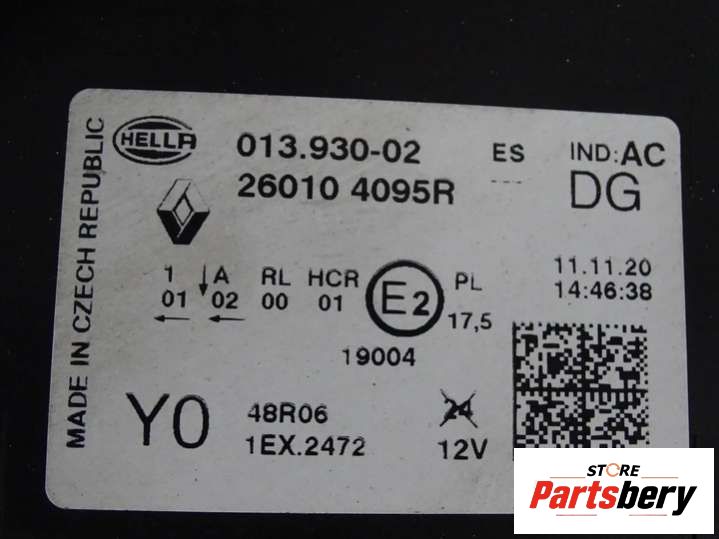 MADE IN CZECH REPUBLIC
HELLA
013.930-02 ES IND:AC
26010 4095R --- DG
1 A RL HCR PL 11.11.20
01 02 00 01 E2 17,5 14:46:38
19004
Y0 48R06 24
1EX.2472 12V
STORE
Partsbery